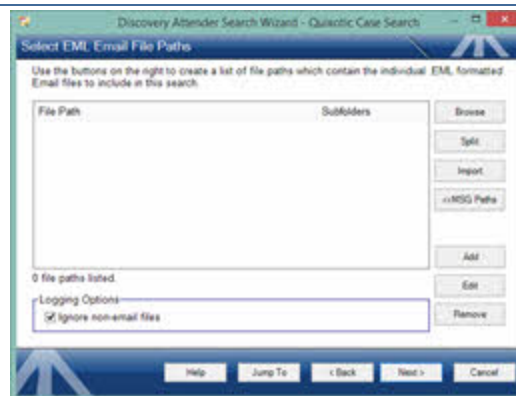 Discovery Attender Search Wizard - Quixotic Case Search
Select EML Email File Paths
Use the buttons on the right to create a list of file paths which contain the individual .EML formatted
Email files to include in this search.
File Path Subfolders
Browse
Split
Import
<<MSG Paths
Add
Edit
Remove
0 file paths listed.
Logging Options
Ignore non-email files
Help Jump To < Back Next > Cancel